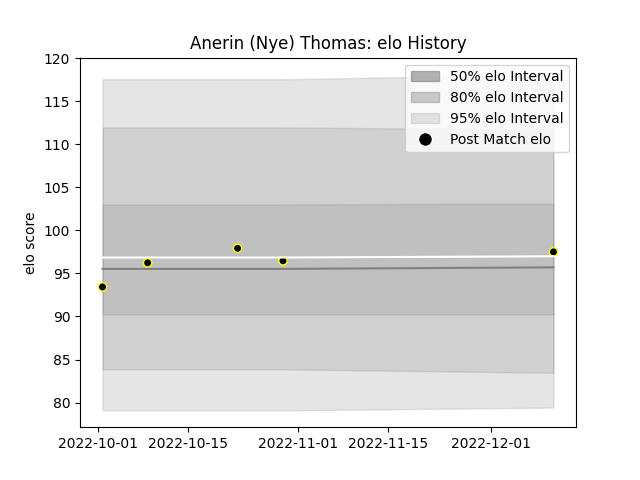 Anerin (Nye) Thomas: elo History
120
115
110
105
100
95
90
85
80
elo score
50% elo Interval
80% elo Interval
95% elo Interval
Post Match elo
2022-10-01 2022-10-15 2022-11-01 2022-11-15 2022-12-01